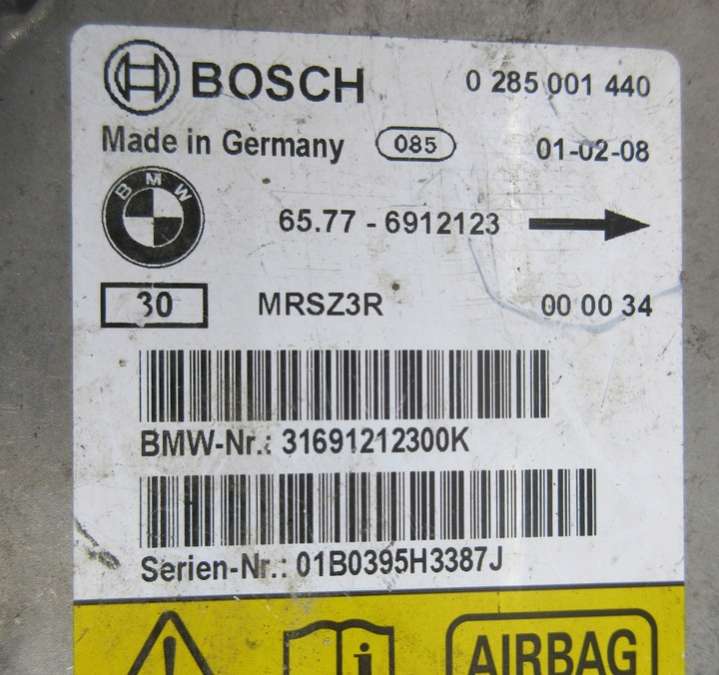 BOSCH 0 285 001 440
Made in Germany 085 01-02-08
BMW
65.77 - 6912123
30 MRSZ3R 00 00 34
BMW-Nr.: 31691212300K
Serien-Nr.: 01B0395H3387J
i AIRBAG